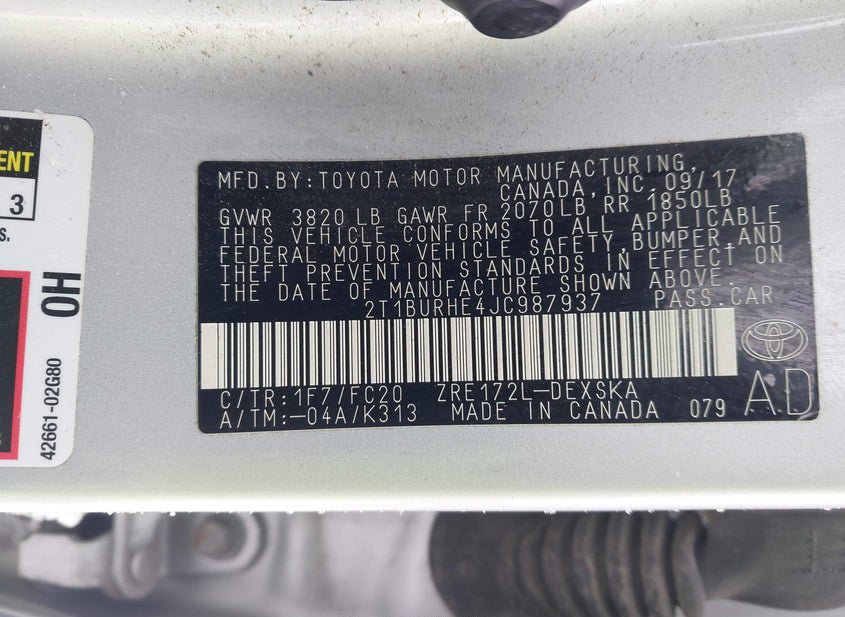 ENT
3
S.
OH
42661-02G80
MFD.BY:TOYOTA MOTOR MANUFACTURING,
CANADA,INC.09/17
GVWR 3820 LB GAWR FR 2070LB,RR 1850LB
THIS VEHICLE CONFORMS TO ALL APPLICABLE
FEDERAL MOTOR VEHICLE SAFETY,BUMPER,AND
THEFT PREVENTION STANDARDS IN EFFECT ON
THE DATE OF MANUFACTURE SHOWN ABOVE.
2T1BURHE4JC987937 PASS.CAR
C/TR:1F7/FC20 ZRE172L-DEXSKA
A/TM:-04A/K313 MADE IN CANADA 079
AD